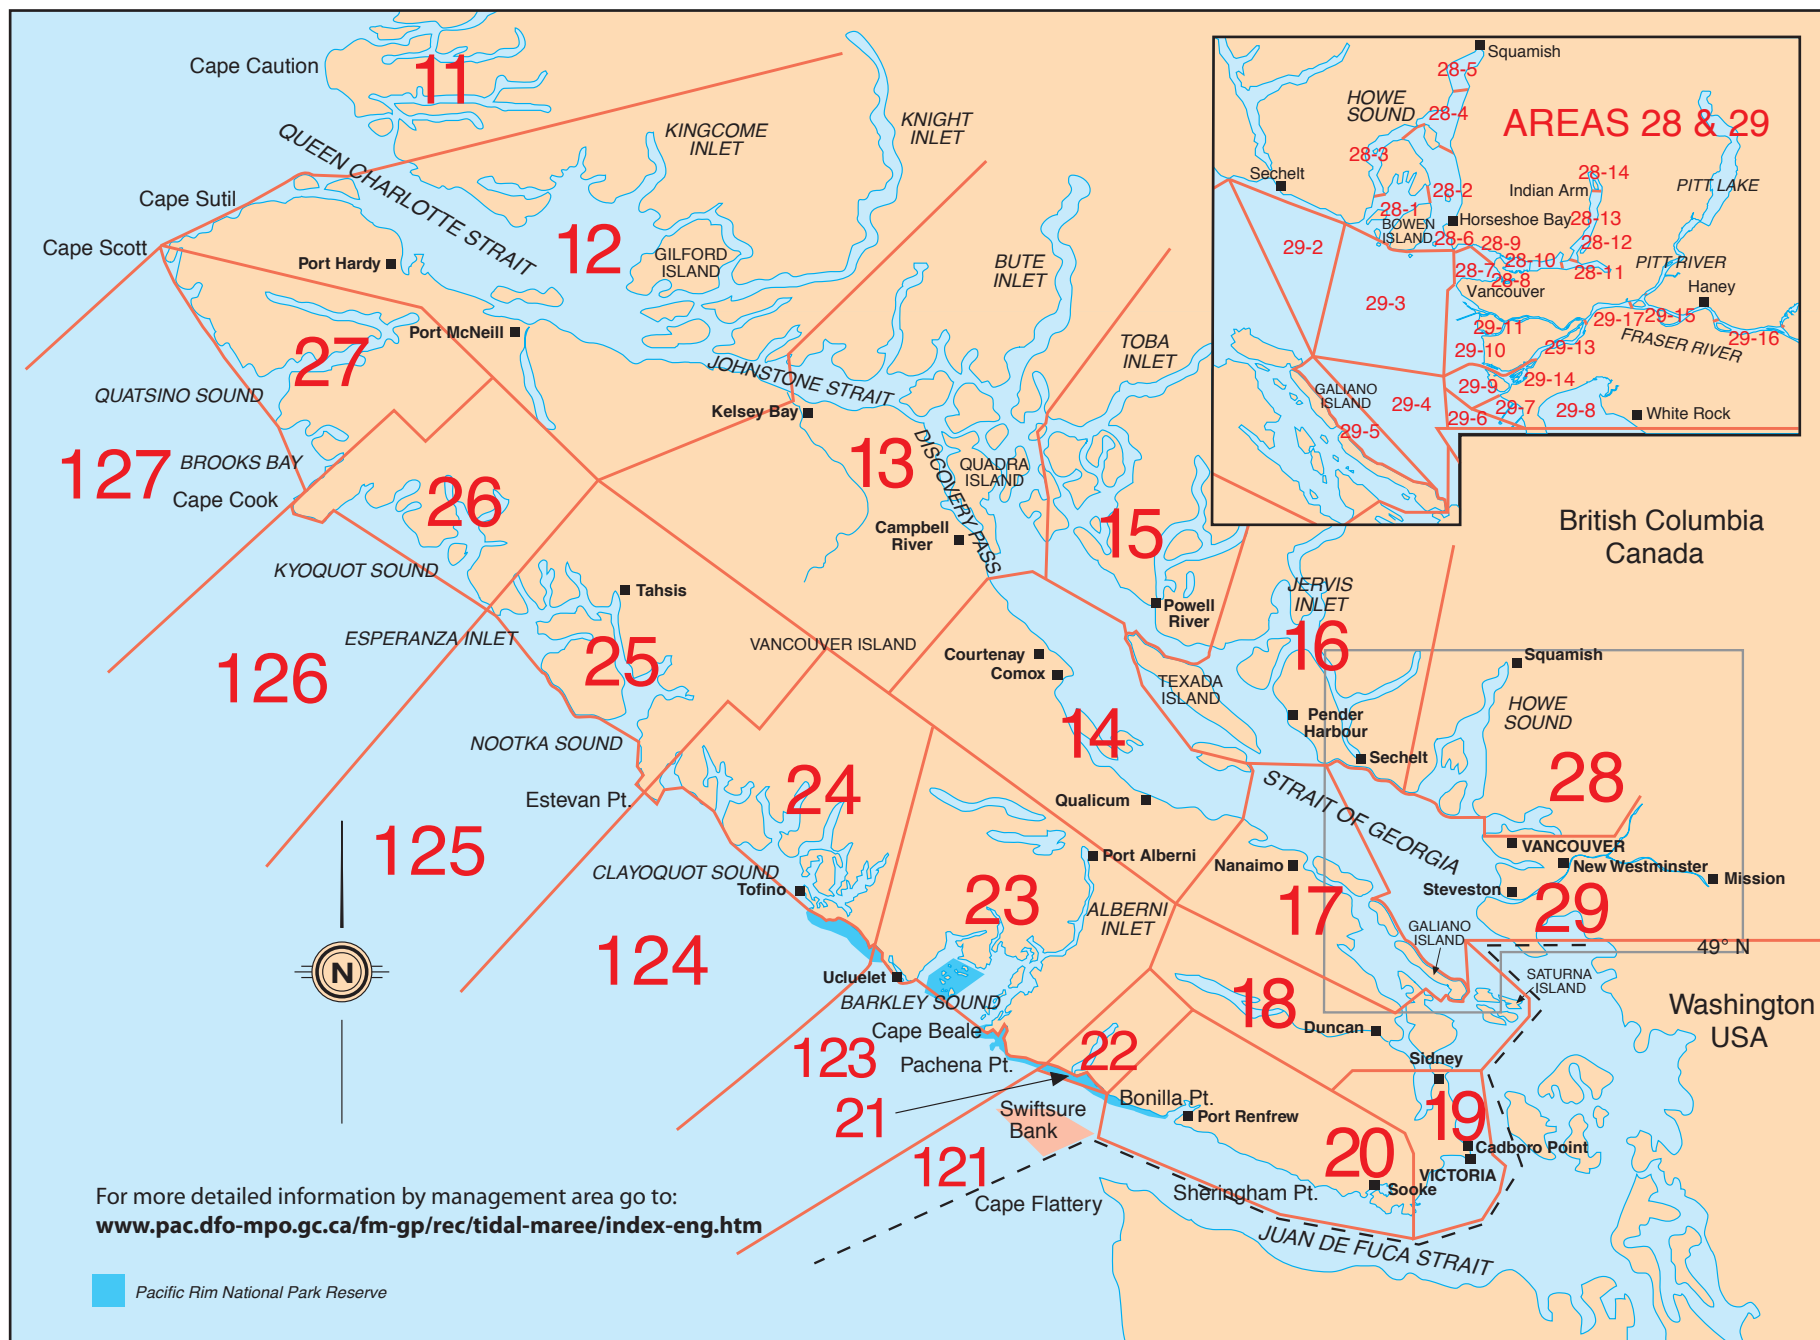 Cape Caution
11
QUEEN CHARLOTTE STRAIT
KINGCOME
INLET
KNIGHT
INLET
Cape Sutil
Cape Scott
Port Hardy
12
GILFORD
ISLAND
BUTE
INLET
Port McNeill
27
QUATSINO SOUND
JOHNSTONE STRAIT
TOBA
INLET
Kelsey Bay
127
BROOKS BAY
Cape Cook
26
13
DISCOVERY PASS
QUADRA
ISLAND
Campbell
River
15
KYOQUOT SOUND
Tahsis
ESPERANZA INLET
126
25
VANCOUVER ISLAND
Powell
River
JERVIS
INLET
16
Courtenay
Comox
TEXADA
ISLAND
14
Pender
Harbour
Sechelt
Squamish
HOWE
SOUND
28
NOOTKA SOUND
Estevan Pt.
24
Qualicum
STRAIT OF GEORGIA
125
CLAYOQUOT SOUND
Tofino
Port Alberni
Nanaimo
VANCOUVER
New Westminster
Steveston
Mission
29
23
ALBERNI
INLET
17
GALIANO
ISLAND
49° N
124
N
Ucluelet
BARKLEY SOUND
SATURNA
ISLAND
Cape Beale
18
Duncan
Washington
USA
123
Pachena Pt.
22
Sidney
21
Swiftsure
Bank
Bonilla Pt.
Port Renfrew
19
Cadboro Point
VICTORIA
20
Sooke
121
Cape Flattery
Sheringham Pt.
JUAN DE FUCA STRAIT
For more detailed information by management area go to:
www.pac.dfo-mpo.gc.ca/fm-gp/rec/tidal-maree/index-eng.htm
Pacific Rim National Park Reserve
British Columbia
Canada
AREAS 28 & 29
Squamish
28-5
HOWE
SOUND
28-4
28-3
Sechelt
28-2
28-1
BOWEN
ISLAND
Horseshoe Bay
28-6
28-14
Indian Arm
28-13
PITT LAKE
28-9
28-12
28-10
28-11
28-7
28-8
Vancouver
PITT RIVER
Haney
29-2
29-3
29-11
29-17
29-15
29-16
FRASER RIVER
29-10
29-13
29-14
29-9
GALIANO
ISLAND
29-4
29-5
29-6
29-7
29-8
White Rock